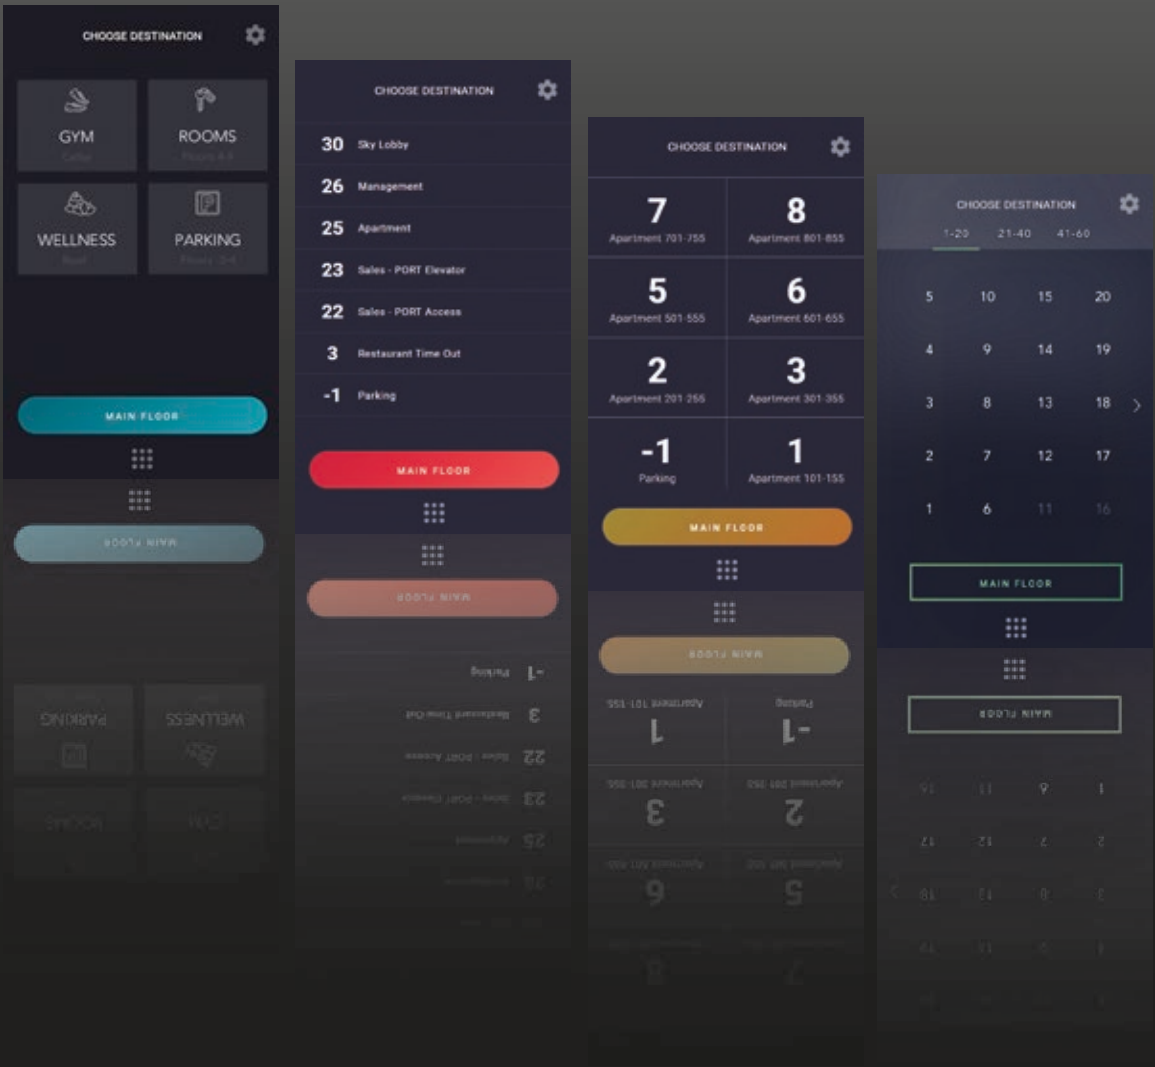 CHOOSE DESTINATION
GYM
ROOMS
Floors 4-9
WELLNESS
PARKING
MAIN FLOOR
CHOOSE DESTINATION
30 Sky Lobby
26 Management
25 Apartment
23 Sales - PORT Elevator
22 Sales - PORT Access
3 Restaurant Time Out
-1 Parking
MAIN FLOOR
CHOOSE DESTINATION
7 8
Apartment 701-755 Apartment 801-855
5 6
Apartment 501-555 Apartment 601-655
2 3
Apartment 201-255 Apartment 301-355
-1 1
Parking Apartment 101-155
MAIN FLOOR
CHOOSE DESTINATION
1-20 21-40 41-60
5 10 15 20
4 9 14 19
3 8 13 18
2 7 12 17
1 6 11 16
MAIN FLOOR